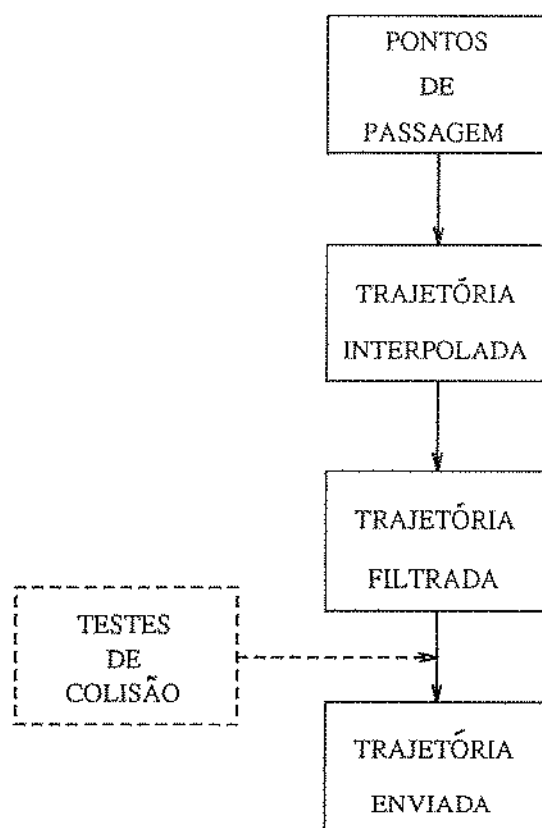 PONTOS
DE
PASSAGEM
TRAJETÓRIA
INTERPOLADA
TRAJETÓRIA
FILTRADA
TESTES
DE
COLISÃO
TRAJETÓRIA
ENVIADA